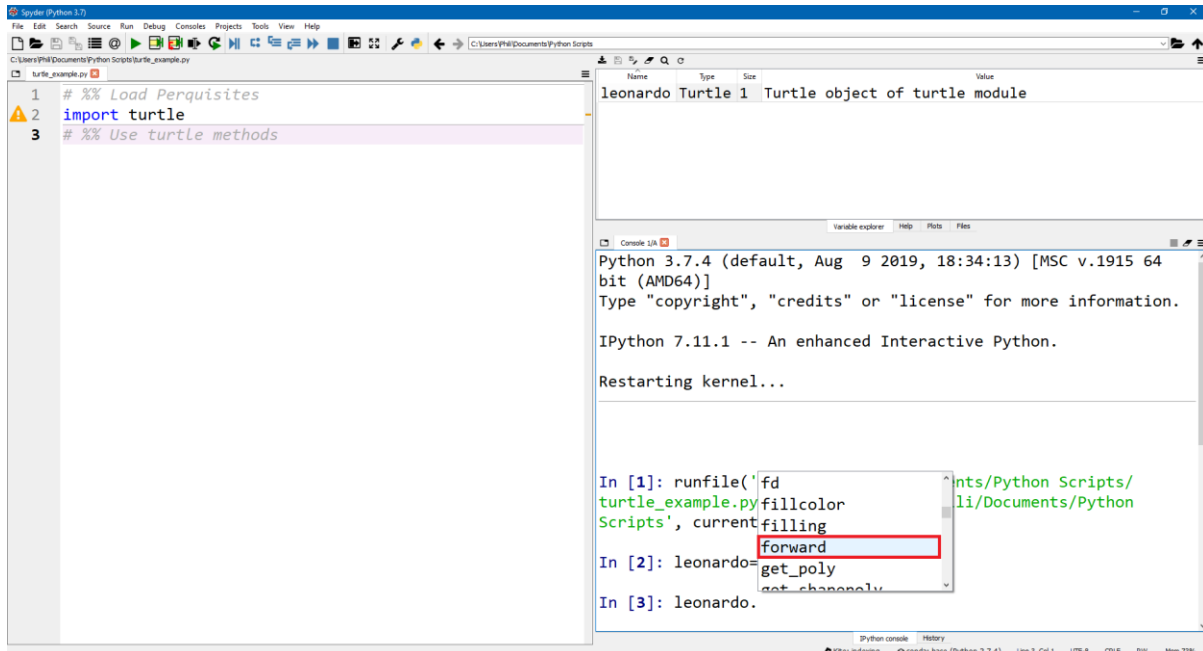 Spyder (Python 3.7)
File Edit Search Source Run Debug Consoles Projects Tools View Help
C:\Users\Phili\Documents\Python Scripts
C:\Users\Phili\Documents\Python Scripts\turtle_example.py
turtle_example.py
1 # %% Load Perquisites
2 import turtle
3 # %% Use turtle methods
Name Type Size Value
leonardo Turtle 1 Turtle object of turtle module
Variable explorer Help Plots Files
Console 1/A
Python 3.7.4 (default, Aug 9 2019, 18:34:13) [MSC v.1915 64
bit (AMD64)]
Type "copyright", "credits" or "license" for more information.
IPython 7.11.1 -- An enhanced Interactive Python.
Restarting kernel...
In [1]: runfile(' nts/Python Scripts/
turtle_example.py li/Documents/Python
Scripts', current
In [2]: leonardo=
In [3]: leonardo.
fd
fillcolor
filling
forward
get_poly
get_shapepoly
IPython console History